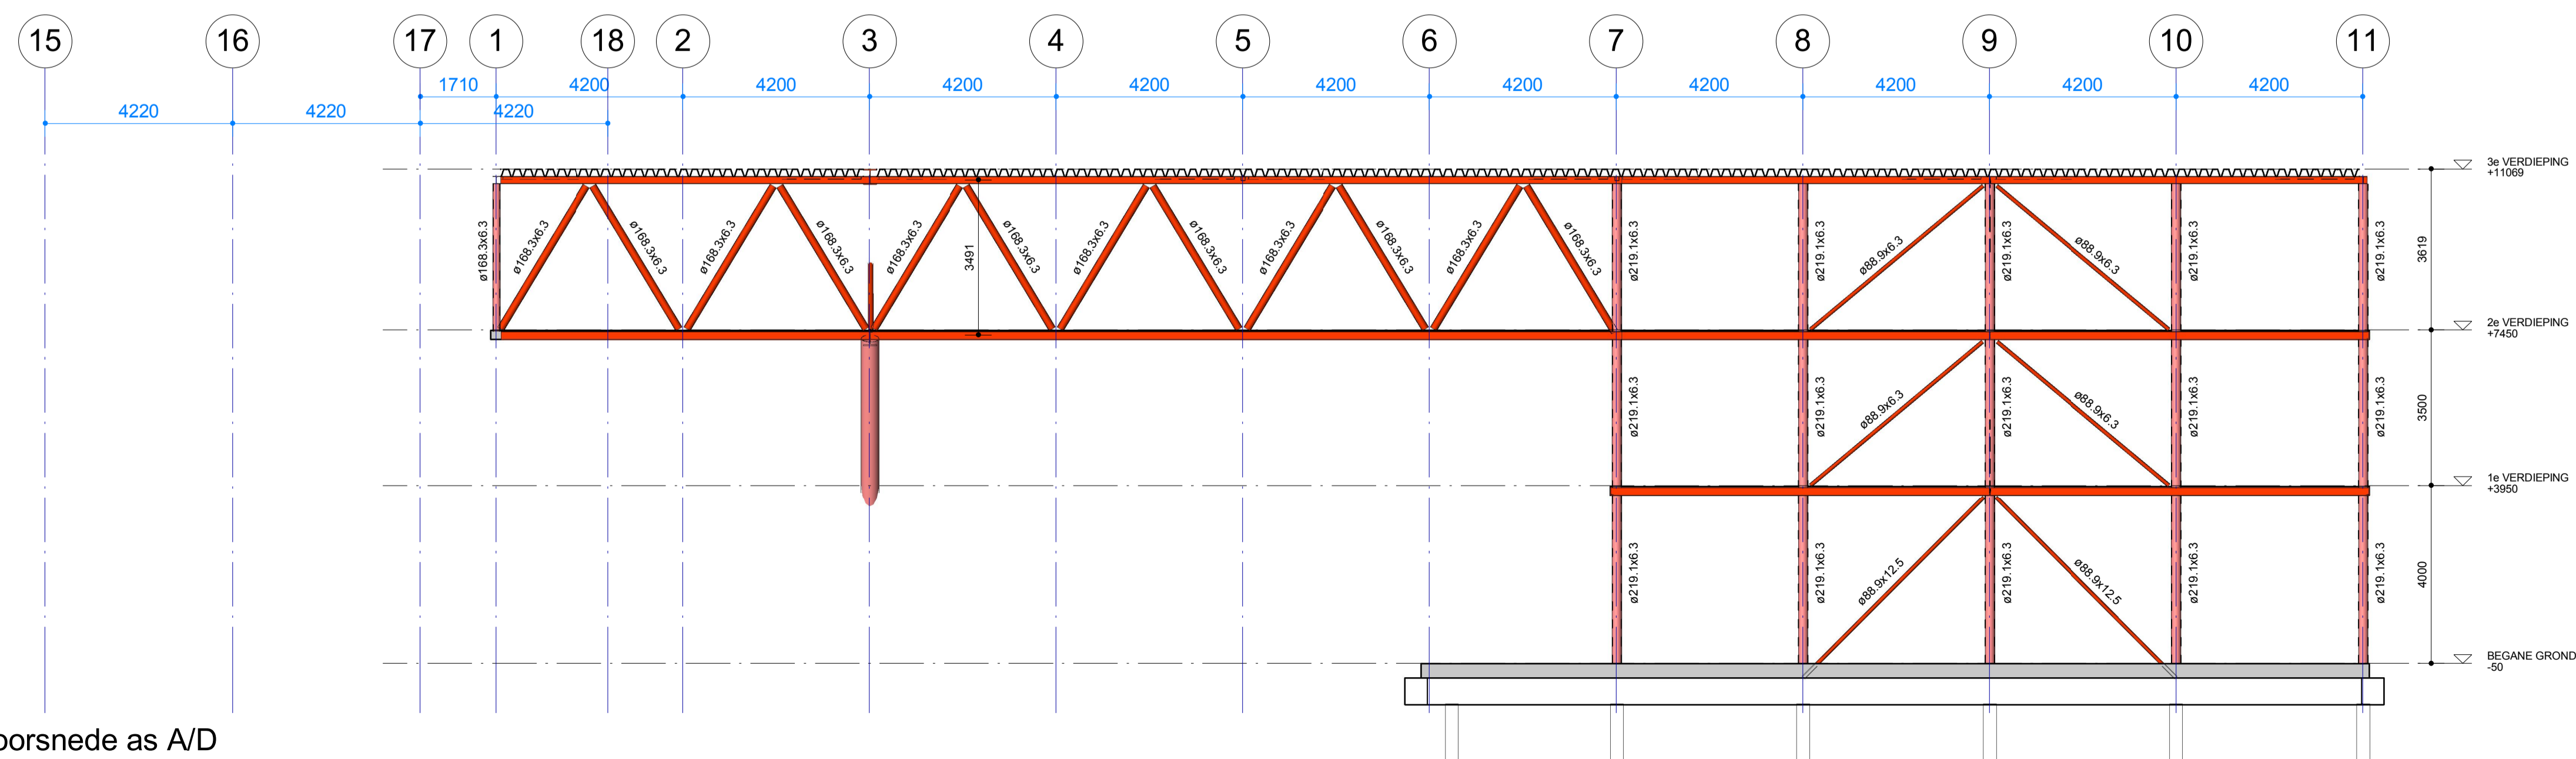 15 16 17 1 18 2 3 4 5 6 7 8 9 10 11
1710 4200 4200 4200 4200 4200 4200 4200 4200 4200 4200
4220 4220 4220
3e VERDIEPING
+11069
ø168.3x6.3 ø168.3x6.3 ø168.3x6.3 ø168.3x6.3 ø168.3x6.3 ø168.3x6.3 ø168.3x6.3 ø168.3x6.3 ø168.3x6.3 ø168.3x6.3 ø168.3x6.3 ø168.3x6.3 ø168.3x6.3
3491
ø219.1x6.3 ø219.1x6.3 ø88.9x6.3 ø219.1x6.3 ø88.9x6.3 ø219.1x6.3 ø219.1x6.3 3619
2e VERDIEPING
+7450
ø219.1x6.3 ø219.1x6.3 ø88.9x6.3 ø219.1x6.3 ø88.9x6.3 ø219.1x6.3 ø219.1x6.3 3500
1e VERDIEPING
+3950
ø219.1x6.3 ø219.1x6.3 ø88.9x12.5 ø219.1x6.3 ø88.9x12.5 ø219.1x6.3 ø219.1x6.3 4000
BEGANE GROND
-50
oorsnede as A/D